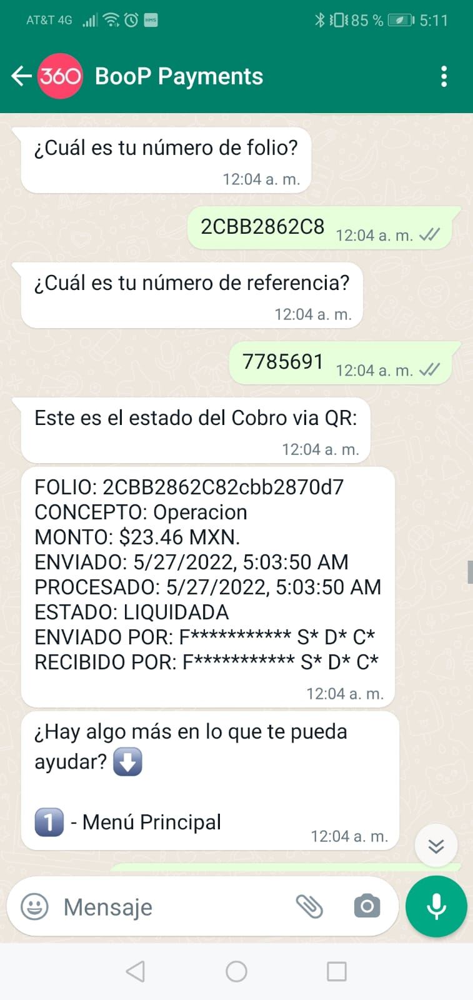 AT&T 4G HMS 85 % 5:11
360 BooP Payments
¿Cuál es tu número de folio?
12:04 a. m.
2CBB2862C8 12:04 a. m.
¿Cuál es tu número de referencia?
12:04 a. m.
7785691 12:04 a. m.
Este es el estado del Cobro via QR:
12:04 a. m.
FOLIO: 2CBB2862C82cbb2870d7
CONCEPTO: Operacion
MONTO: $23.46 MXN.
ENVIADO: 5/27/2022, 5:03:50 AM
PROCESADO: 5/27/2022, 5:03:50 AM
ESTADO: LIQUIDADA
ENVIADO POR: F*********** S* D* C*
RECIBIDO POR: F*********** S* D* C*
12:04 a. m.
¿Hay algo más en lo que te pueda
ayudar? ⬇️
1️⃣ - Menú Principal
12:04 a. m.
Mensaje